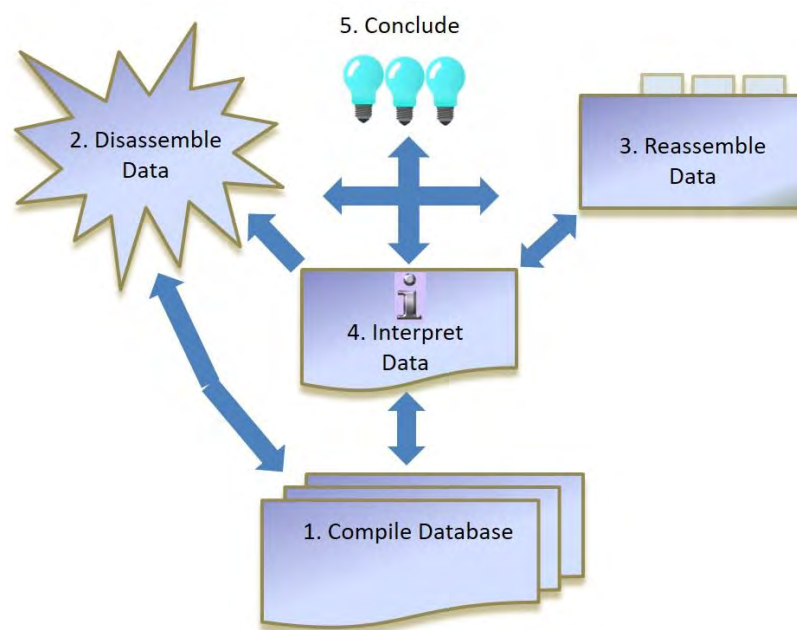 5. Conclude
2. Disassemble
Data
3. Reassemble
Data
i
4. Interpret
Data
1. Compile Database